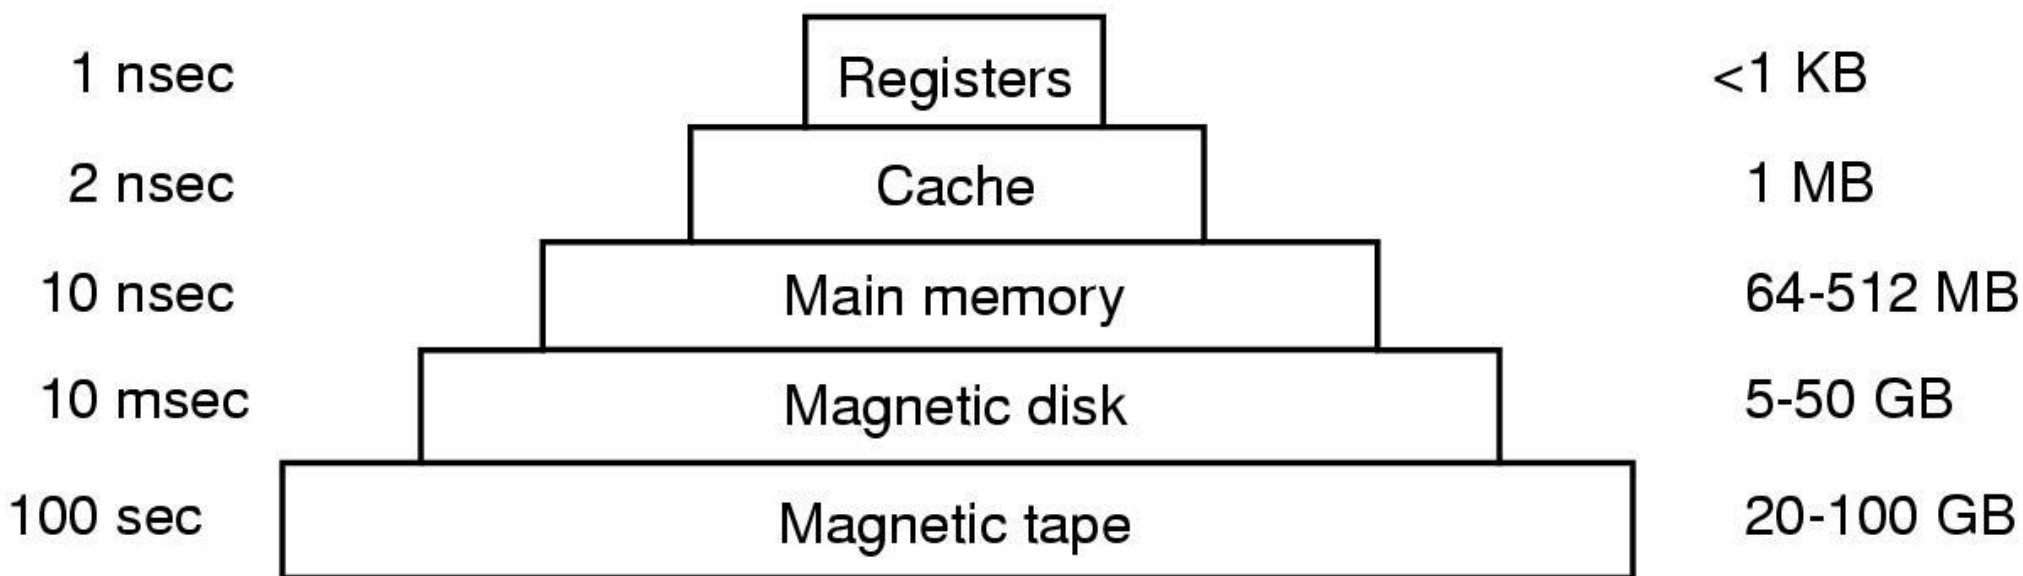 1 nsec Registers <1 KB
2 nsec Cache 1 MB
10 nsec Main memory 64-512 MB
10 msec Magnetic disk 5-50 GB
100 sec Magnetic tape 20-100 GB